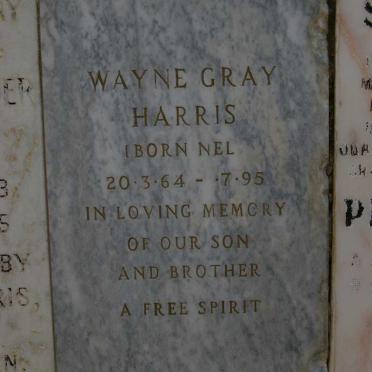 WAYNE GRAY
HARRIS
(BORN NEL
20·3·64 – ·7·95
IN LOVING MEMORY
OF OUR SON
AND BROTHER
A FREE SPIRIT
BY